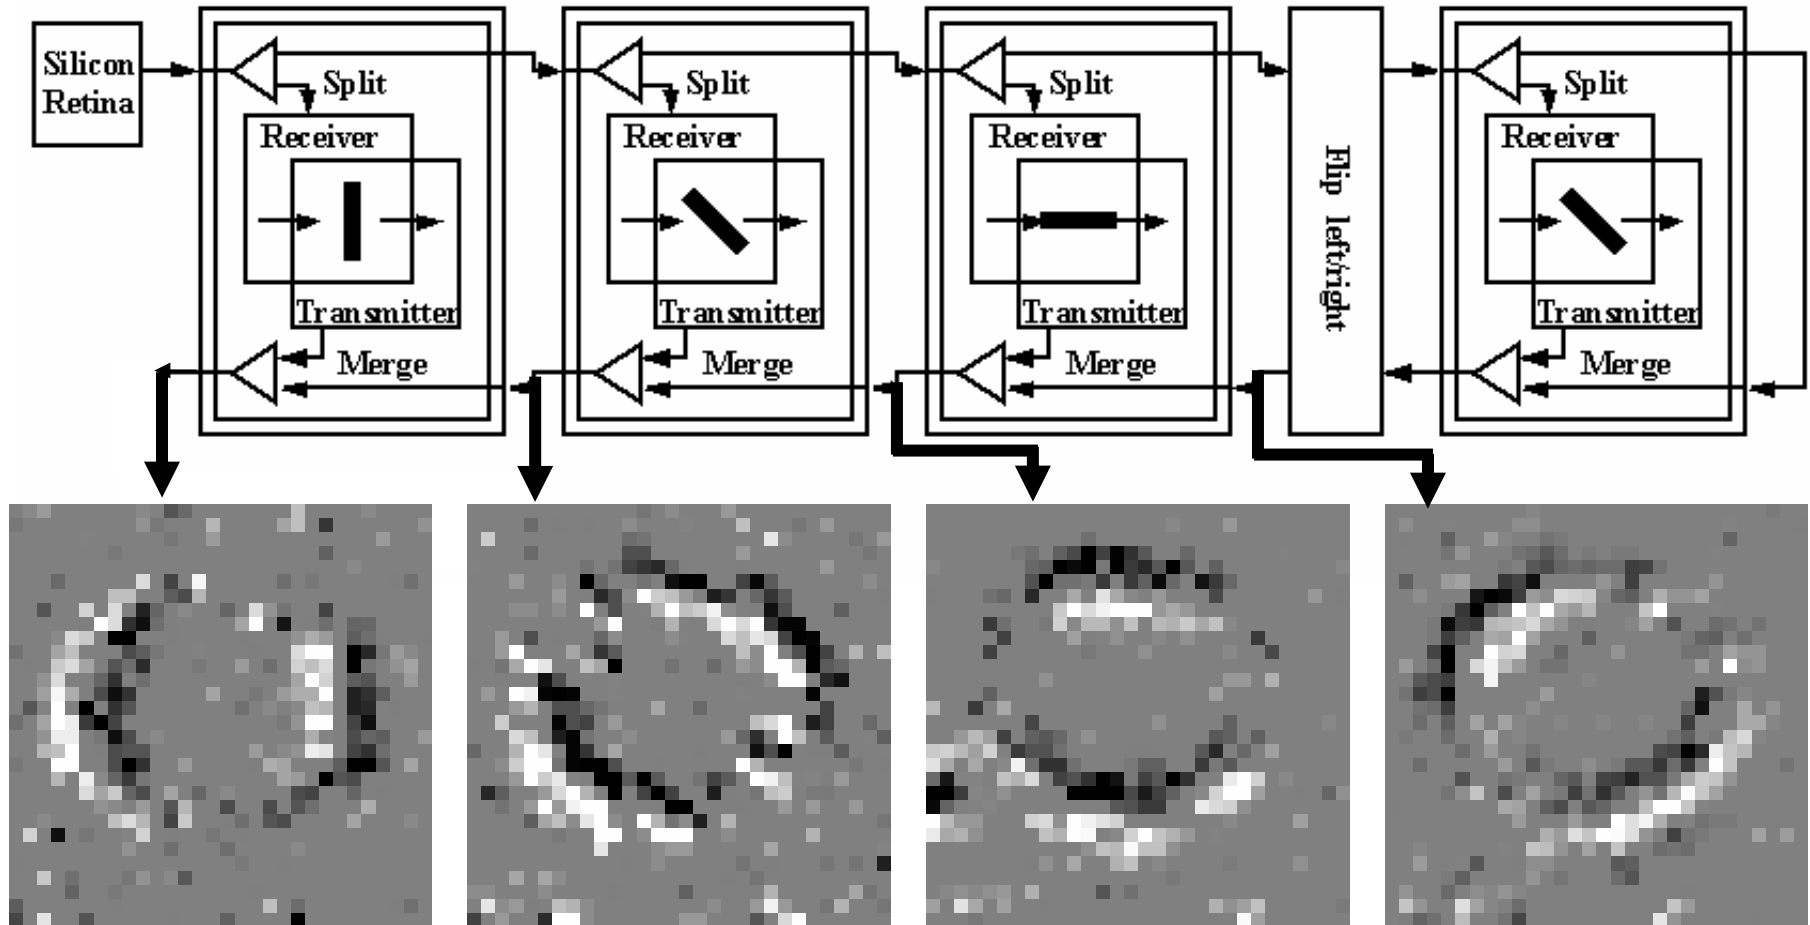 Silicon
Retina
Split
Receiver
Transmitter
Merge
Split
Receiver
Transmitter
Merge
Split
Receiver
Transmitter
Merge
Flip left/right
Split
Receiver
Transmitter
Merge